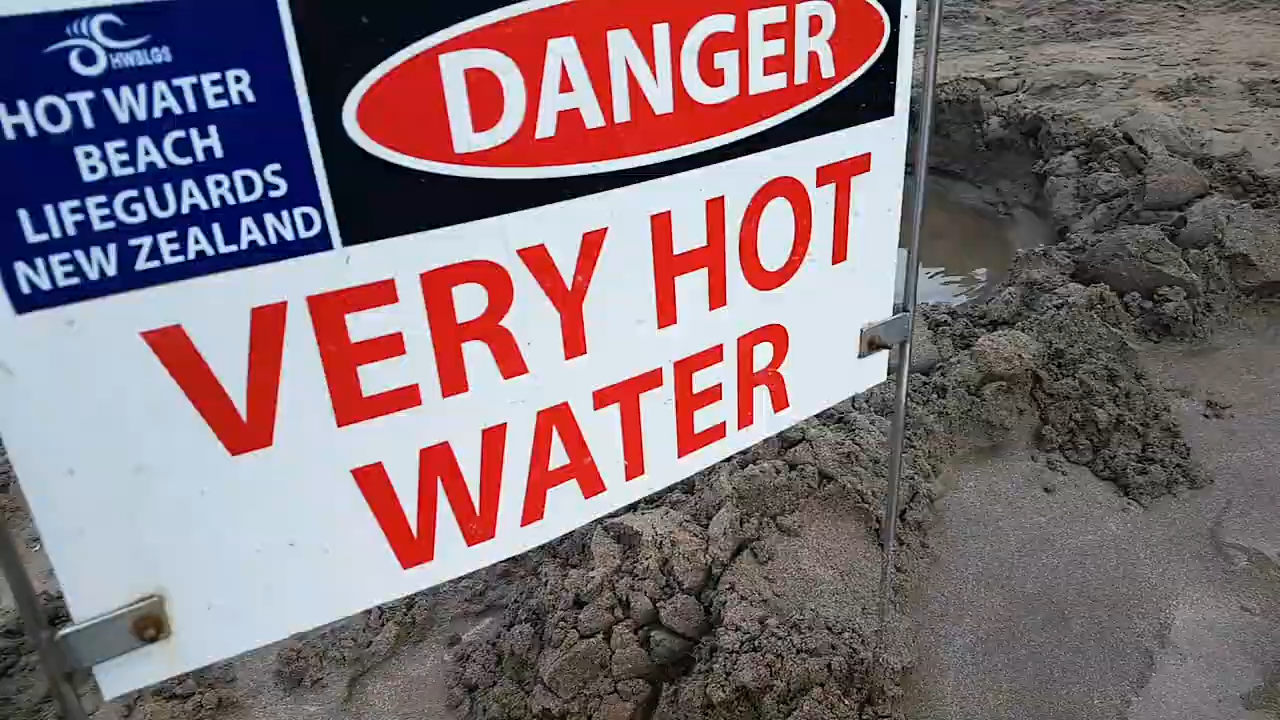 HWBLGS
HOT WATER
BEACH
LIFEGUARDS
NEW ZEALAND
DANGER
VERY HOT
WATER